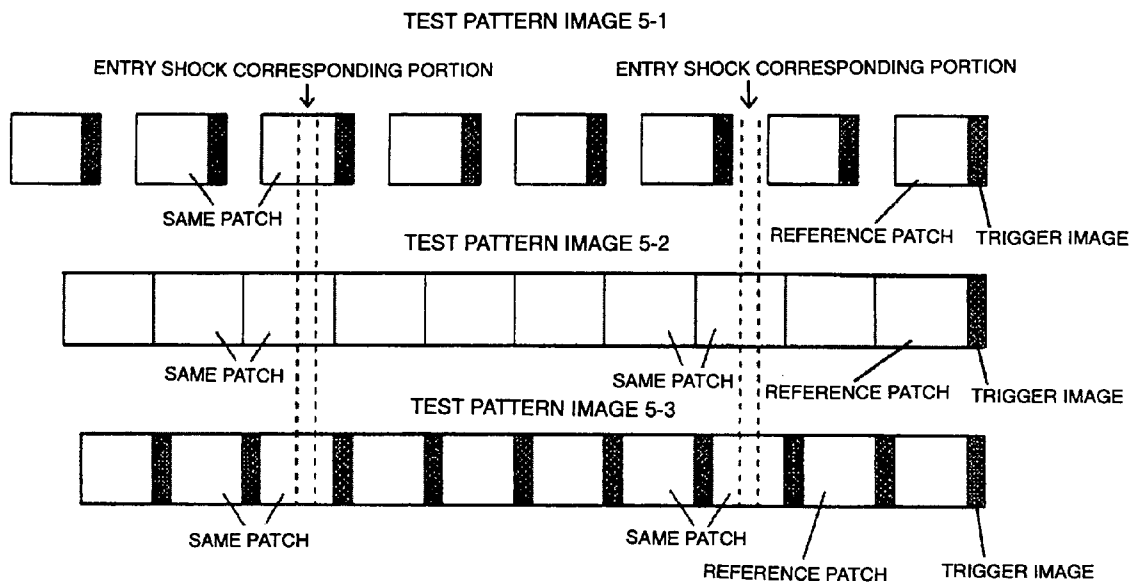 TEST PATTERN IMAGE 5-1
ENTRY SHOCK CORRESPONDING PORTION
ENTRY SHOCK CORRESPONDING PORTION
SAME PATCH
REFERENCE PATCH
TRIGGER IMAGE
TEST PATTERN IMAGE 5-2
SAME PATCH
SAME PATCH
REFERENCE PATCH
TRIGGER IMAGE
TEST PATTERN IMAGE 5-3
SAME PATCH
SAME PATCH
REFERENCE PATCH
TRIGGER IMAGE